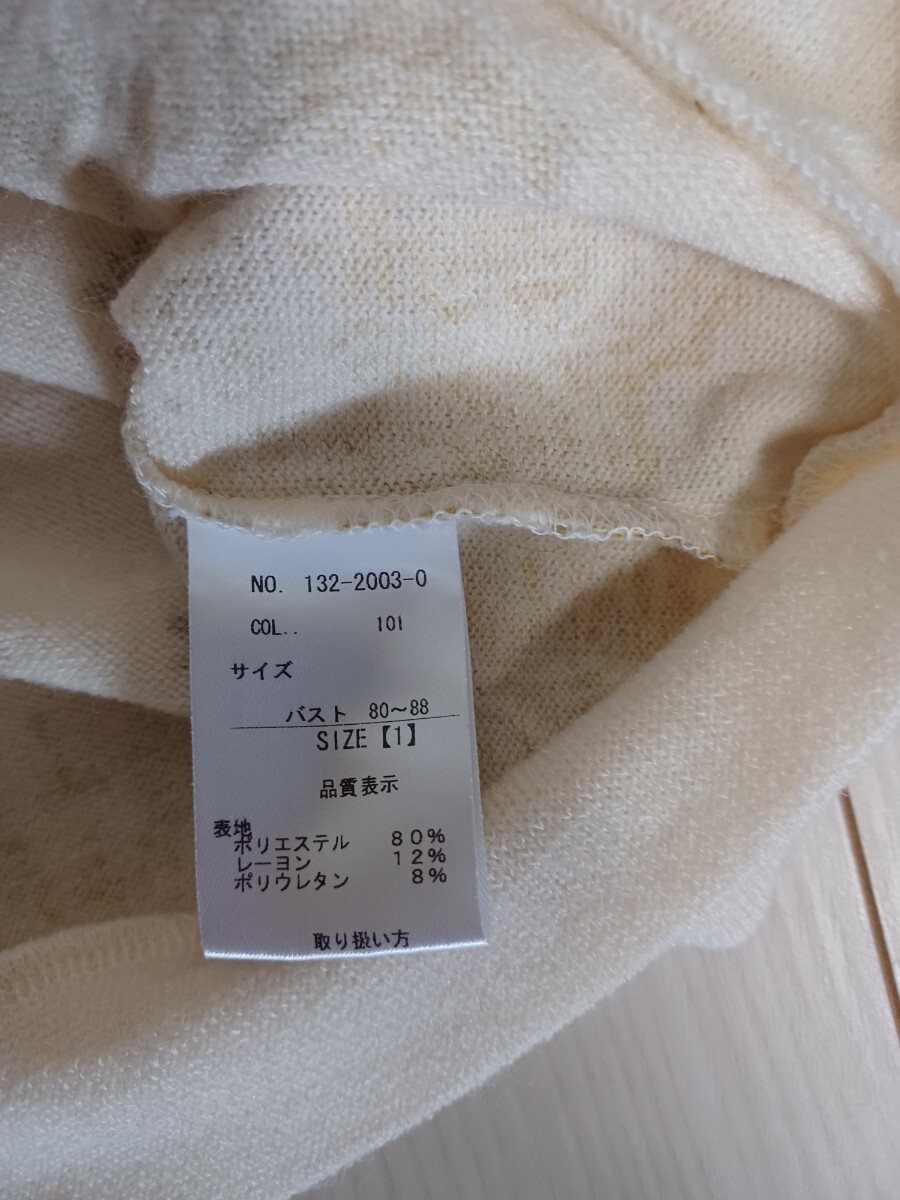 NO. 132-2003-0
COL.. 101
サイズ
バスト 80~88
SIZE【1】
品質表示
表地
ポリエステル 80%
レーヨン 12%
ポリウレタン 8%
取り扱い方